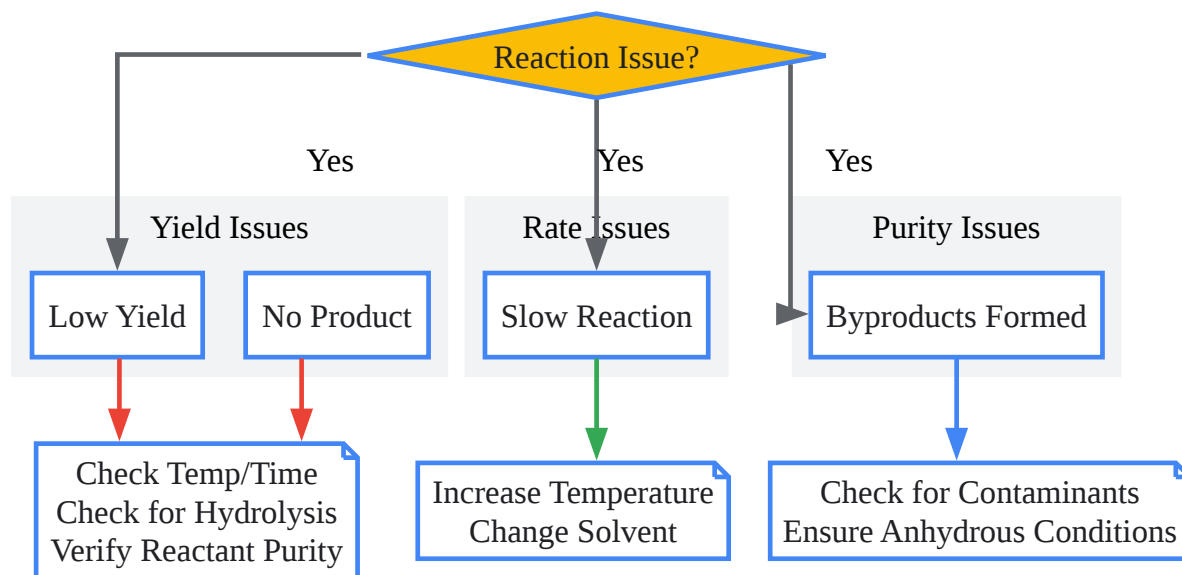 Reaction Issue?
Yes
Yes
Yes
Yield Issues
Rate Issues
Purity Issues
Low Yield
No Product
Slow Reaction
Byproducts Formed
Check Temp/Time
Check for Hydrolysis
Verify Reactant Purity
Increase Temperature
Change Solvent
Check for Contaminants
Ensure Anhydrous Conditions